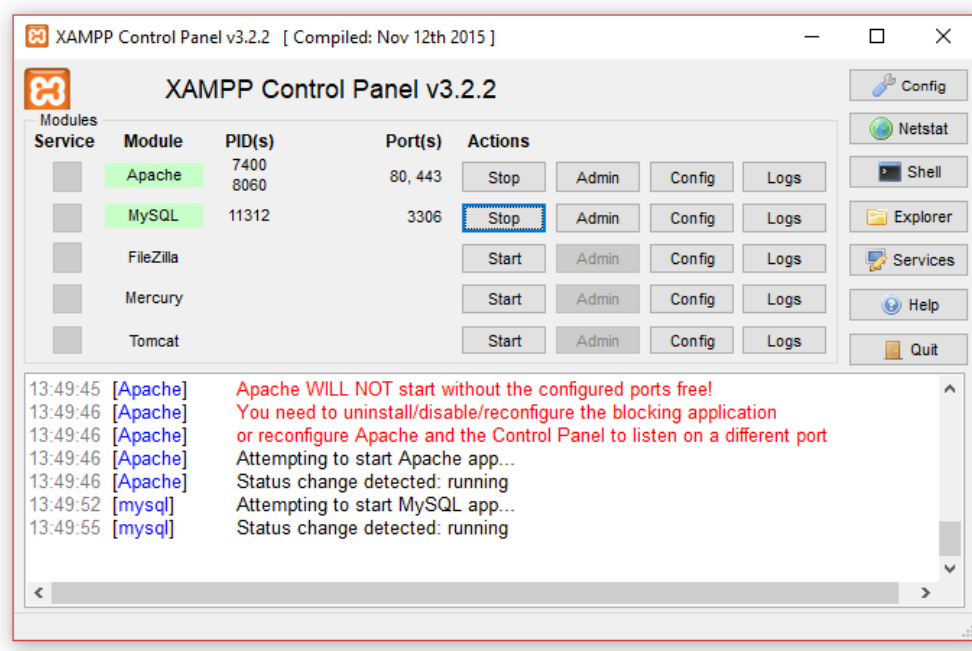 XAMPP Control Panel v3.2.2 [ Compiled: Nov 12th 2015 ]
XAMPP Control Panel v3.2.2
Config
Modules
Netstat
Service Module PID(s) Port(s) Actions
Apache 7400 8060 80, 443 Stop Admin Config Logs
Shell
MySQL 11312 3306 Stop Admin Config Logs
Explorer
FileZilla Start Admin Config Logs
Services
Mercury Start Admin Config Logs
Help
Tomcat Start Admin Config Logs
Quit
13:49:45 [Apache] Apache WILL NOT start without the configured ports free!
13:49:46 [Apache] You need to uninstall/disable/reconfigure the blocking application
13:49:46 [Apache] or reconfigure Apache and the Control Panel to listen on a different port
13:49:46 [Apache] Attempting to start Apache app...
13:49:46 [Apache] Status change detected: running
13:49:52 [mysql] Attempting to start MySQL app...
13:49:55 [mysql] Status change detected: running